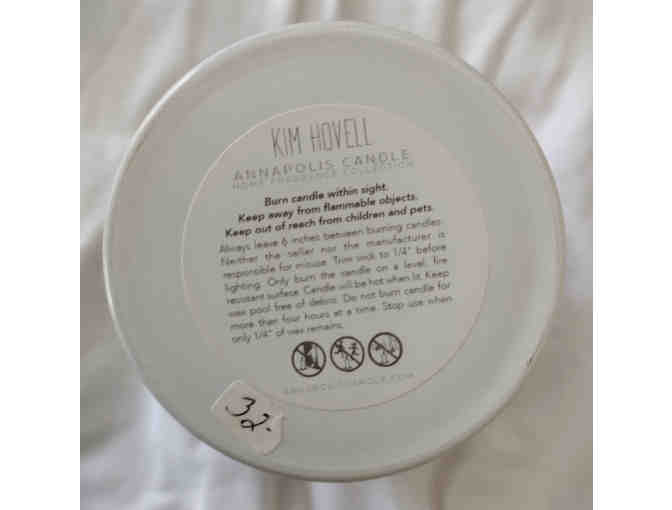 KIM HOVELL
ANNAPOLIS CANDLE
HOME FRAGRANCE COLLECTION
Burn candle within sight.
Keep away from flammable objects.
Keep out of reach from children and pets.
Always leave 6 inches between burning candles.
Neither the seller nor the manufacturer is
responsible for misuse. Trim wick to 1/4" before
lighting. Only burn the candle on a level, fire
resistant surface. Candle will be hot when lit. Keep
wax pool free of debris. Do not burn candle for
more than four hours at a time. Stop use when
only 1/4" of wax remains.
ANNAPOLISCANDLE.COM
32-